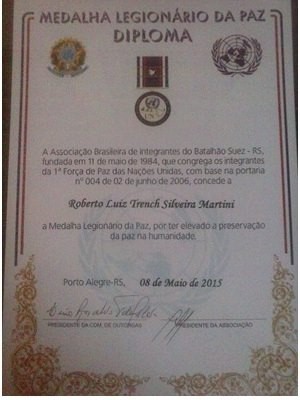 MEDALHA LEGIONÁRIO DA PAZ
DIPLOMA
A Associação Brasileira de integrantes do Batalhão Suez - RS,
fundada em 11 de maio de 1984, que congrega os integrantes
da 1ª Força de Paz das Nações Unidas, com base na portaria
nº 004 de 02 de junho de 2006, concede a
Roberto Luiz Trench Silveira Martini
a Medalha Legionário da Paz, por ter elevado a preservação
da paz na humanidade.
Porto Alegre-RS, 08 de Maio de 2015
PRESIDENTE DA COM. DE OUTORGAS PRESIDENTE DA ASSOCIAÇÃO